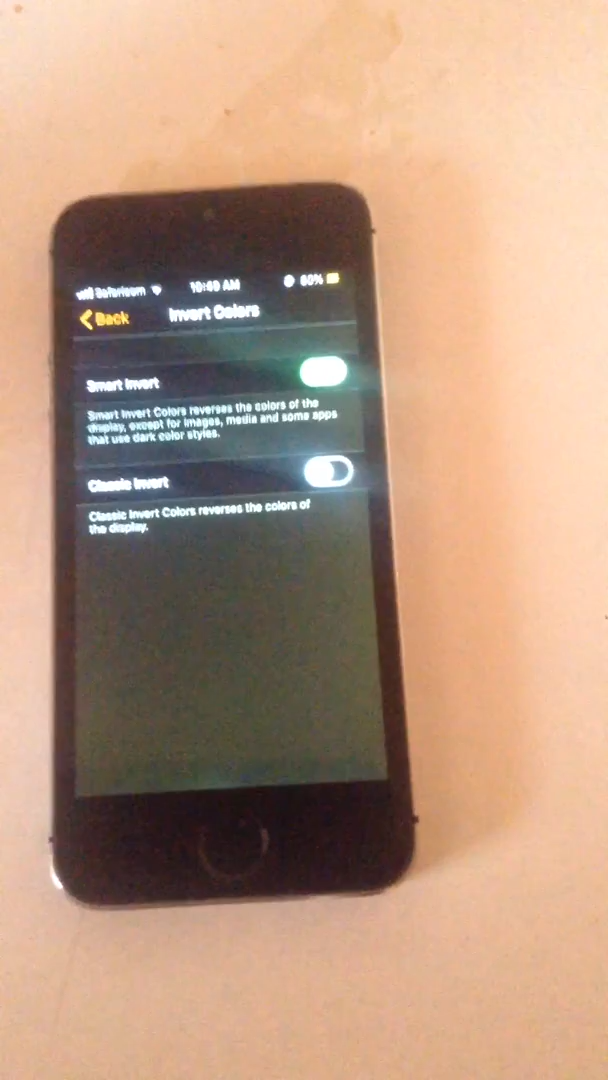 Safaricom 10:49 AM 60%
Back Invert Colors
Smart Invert
Smart Invert Colors reverses the colors of the
display, except for images, media and some apps
that use dark color styles.
Classic Invert
Classic Invert Colors reverses the colors of
the display.